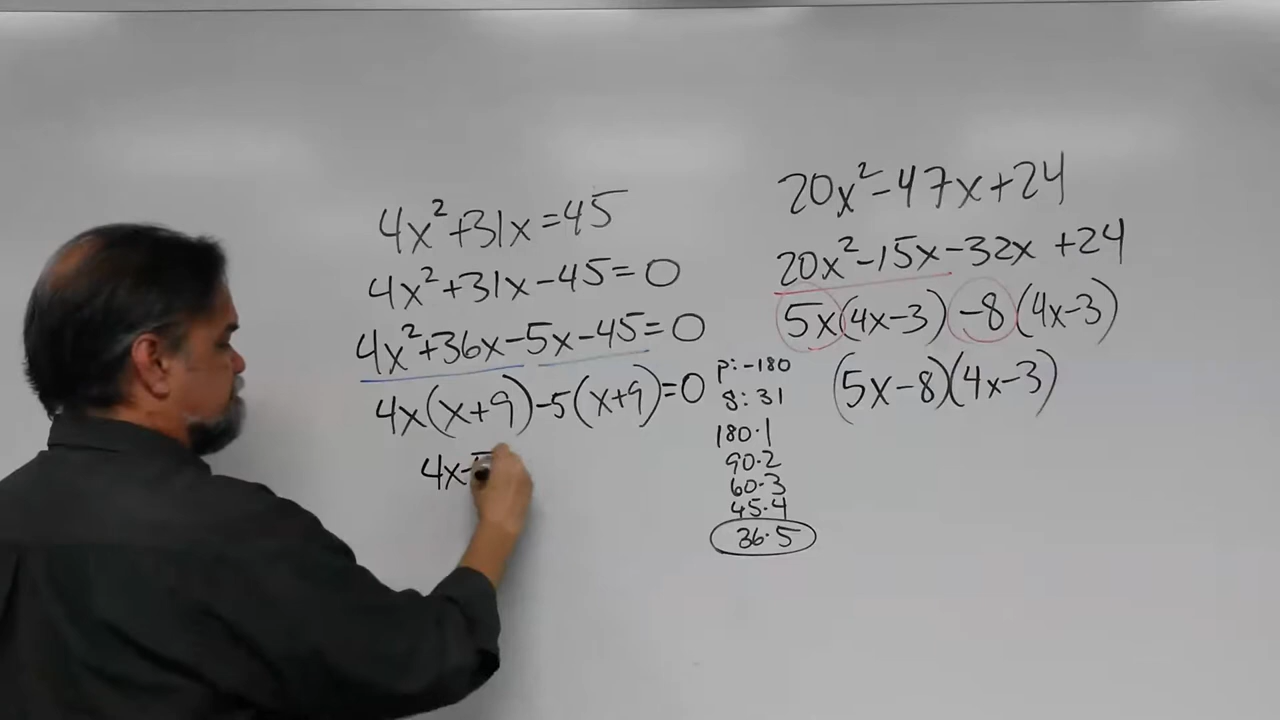 4x²+31x=45
4x²+31x-45=0
4x²+36x-5x-45=0
4x(x+9)-5(x+9)=0
4x-
p:-180
8:31
180·1
90·2
60·3
45·4
36·5
20x²-47x+24
20x²-15x-32x +24
5x(4x-3) -8(4x-3)
(5x-8)(4x-3)